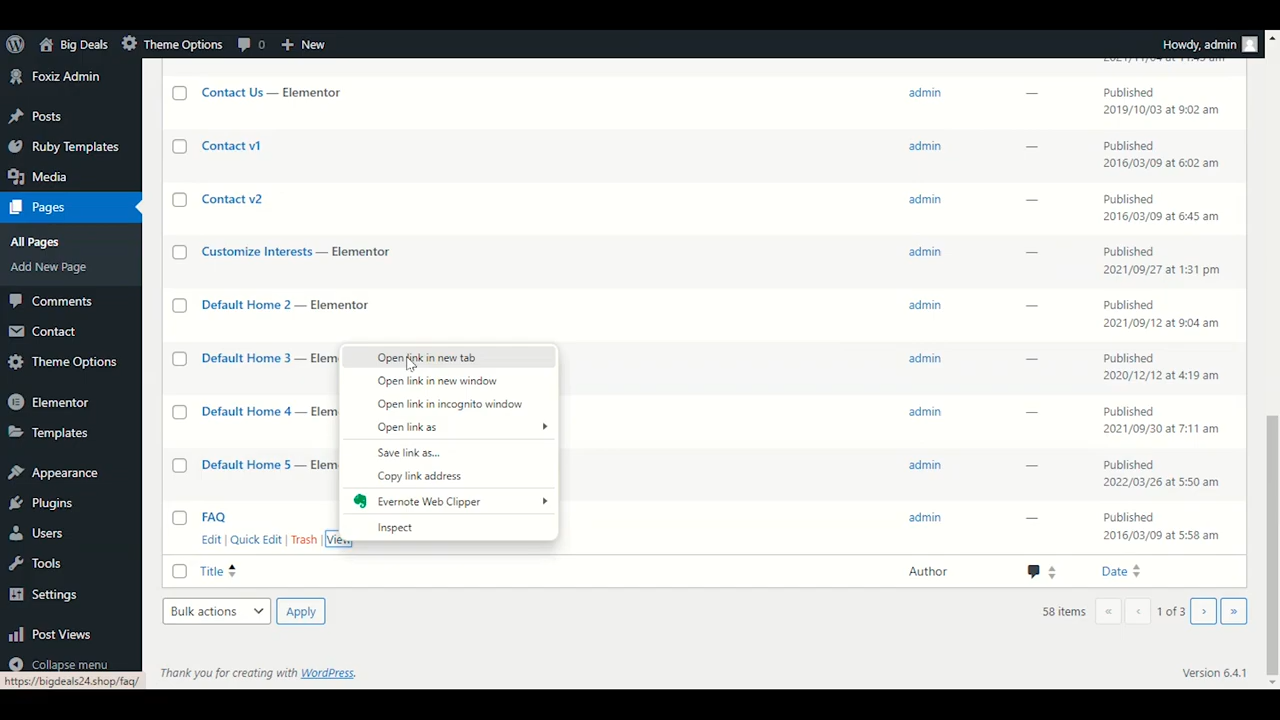 Big Deals Theme Options 0 New Howdy, admin
Foxiz Admin
Posts
Ruby Templates
Media
Pages
All Pages
Add New Page
Comments
Contact
Theme Options
Elementor
Templates
Appearance
Plugins
Users
Tools
Settings
Post Views
Collapse menu
https://bigdeals24.shop/faq/
Contact Us — Elementor admin — Published
2019/10/03 at 9:02 am
Contact v1 admin — Published
2016/03/09 at 6:02 am
Contact v2 admin — Published
2016/03/09 at 6:45 am
Customize Interests — Elementor admin — Published
2021/09/27 at 1:31 pm
Default Home 2 — Elementor admin — Published
2021/09/12 at 9:04 am
Default Home 3 — Elem admin — Published
2020/12/12 at 4:19 am
Default Home 4 — Elem admin — Published
2021/09/30 at 7:11 am
Default Home 5 — Elem admin — Published
2022/03/26 at 5:50 am
FAQ admin — Published
2016/03/09 at 5:58 am
Edit | Quick Edit | Trash | View
Open link in new tab
Open link in new window
Open link in incognito window
Open link as
Save link as...
Copy link address
Evernote Web Clipper
Inspect
Title Author Date
Bulk actions Apply 58 items « ‹ 1 of 3 › »
Thank you for creating with WordPress. Version 6.4.1